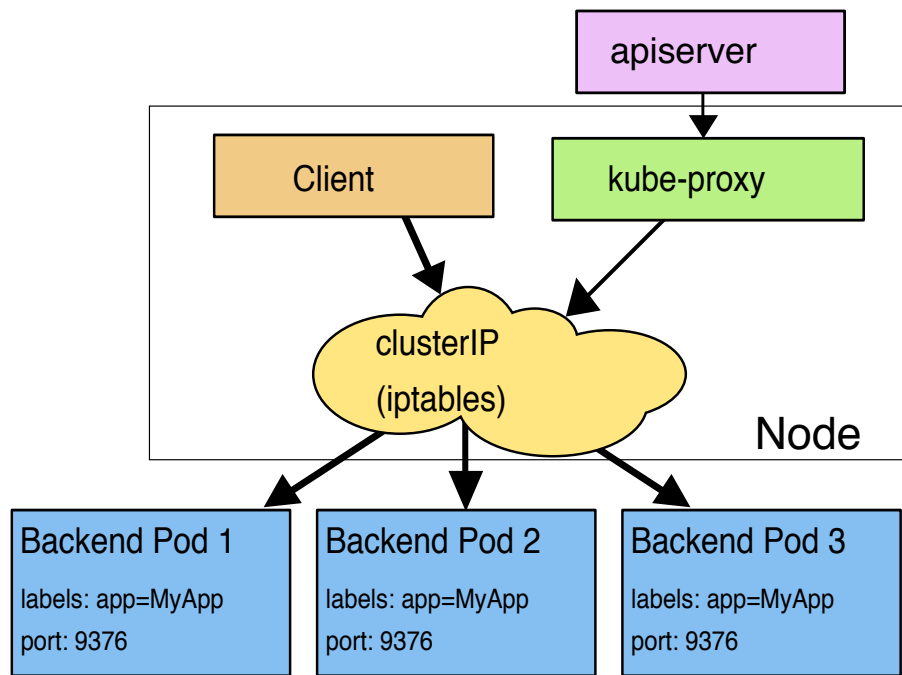 apiserver
Client
kube-proxy
clusterIP
(iptables)
Node
Backend Pod 1
labels: app=MyApp
port: 9376
Backend Pod 2
labels: app=MyApp
port: 9376
Backend Pod 3
labels: app=MyApp
port: 9376